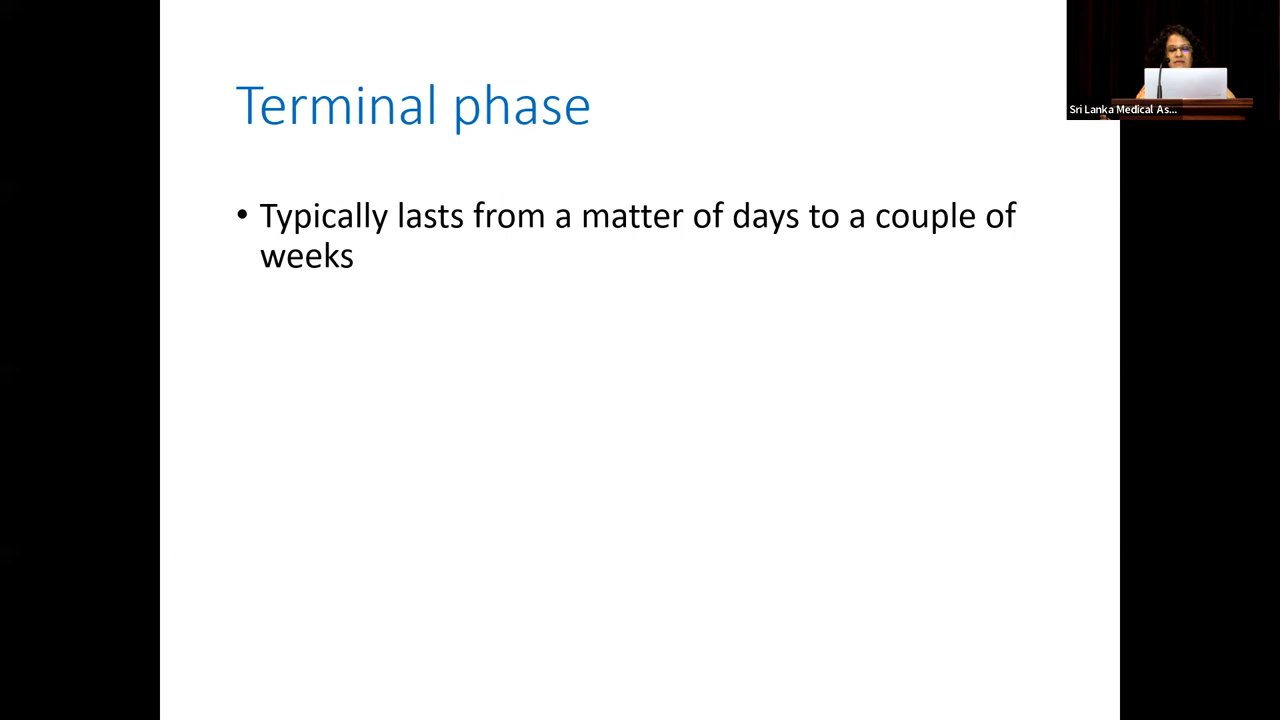 Sri Lanka Medical As...
Terminal phase
• Typically lasts from a matter of days to a couple of
weeks